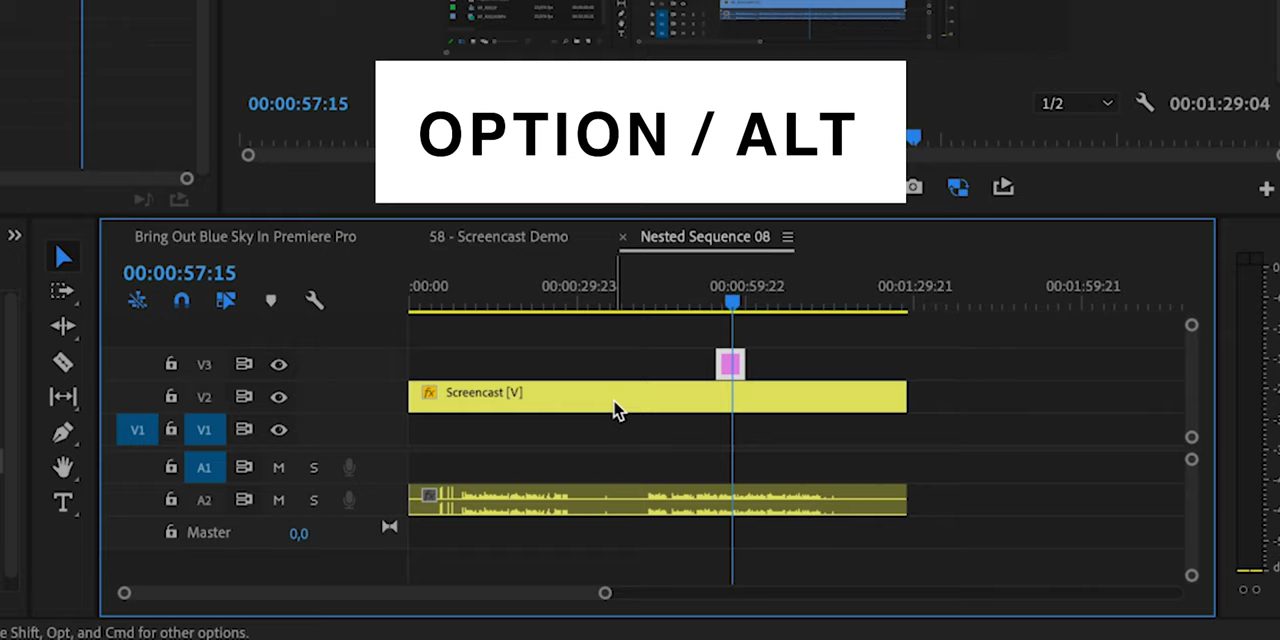 00:00:57:15
OPTION / ALT
1/2
00:01:29:04
Bring Out Blue Sky In Premiere Pro
58 - Screencast Demo
× Nested Sequence 08
00:00:57:15
:00:00
00:00:29:23
00:00:59:22
00:01:29:21
00:01:59:21
V3
V2
fx Screencast [V]
V1
V1
A1
M
S
A2
M
S
fx
Master
0,0
T
e Shift, Opt, and Cmd for other options.